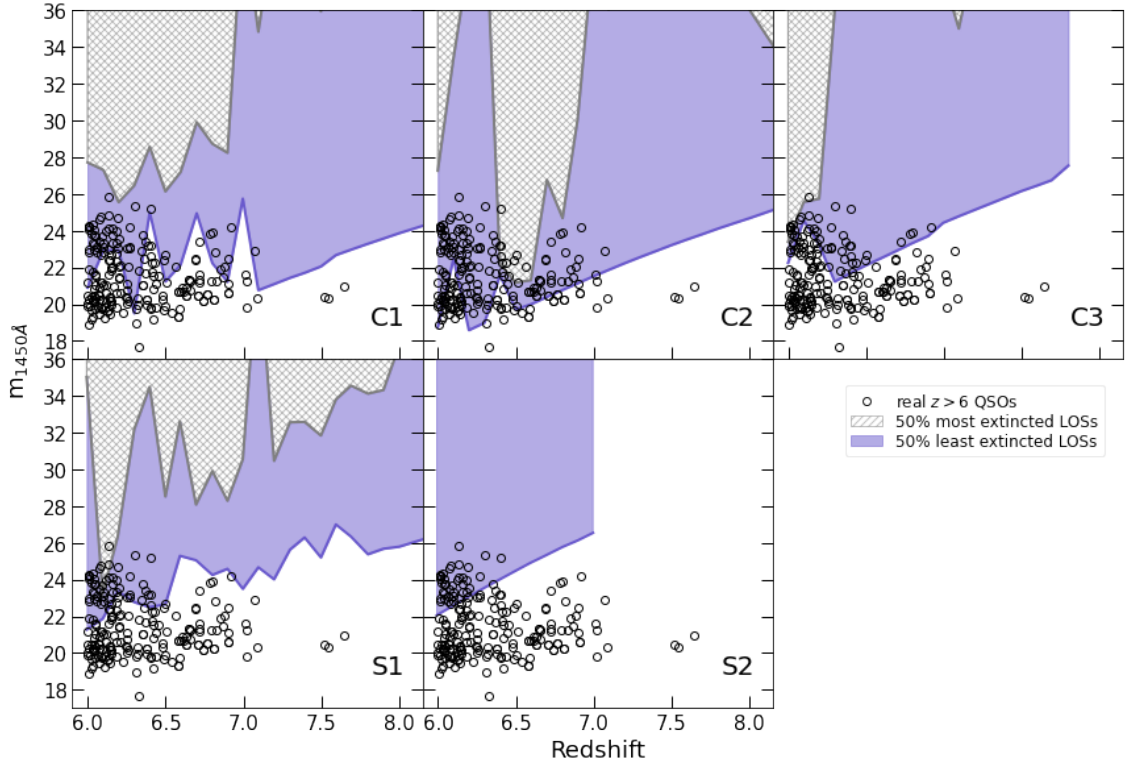 36
34
32
30
28
26
24
22
20
18
C1
C2
C3
36
34
32
30
28
26
24
22
20
18
S1
S2
m1450Å
real z > 6 QSOs
50% most extincted LOSs
50% least extincted LOSs
6.0 6.5 7.0 7.5 8.0
6.0 6.5 7.0 7.5 8.0
Redshift